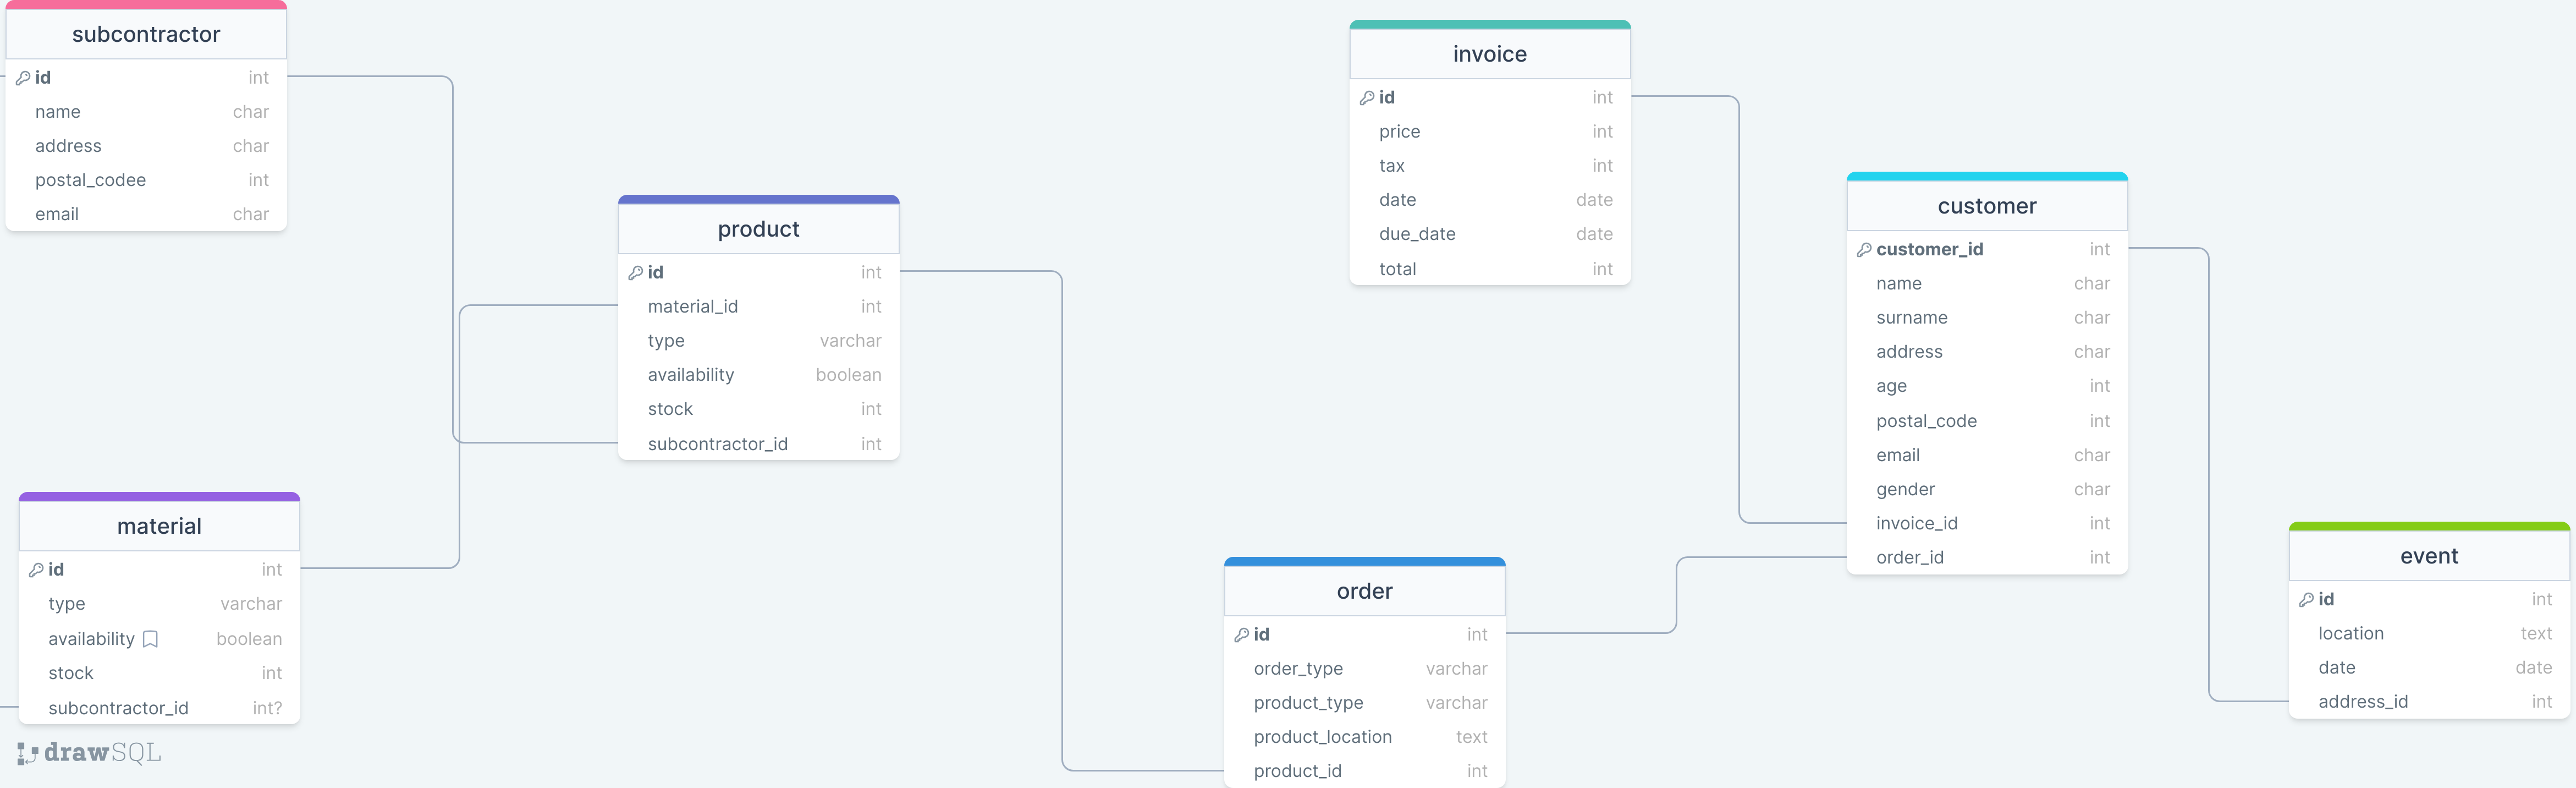 subcontractor
id int
name char
address char
postal_codee int
email char
material
id int
type varchar
availability boolean
stock int
subcontractor_id int?
drawSQL
product
id int
material_id int
type varchar
availability boolean
stock int
subcontractor_id int
invoice
id int
price int
tax int
date date
due_date date
total int
order
id int
order_type varchar
product_type varchar
product_location text
product_id int
customer
customer_id int
name char
surname char
address char
age int
postal_code int
email char
gender char
invoice_id int
order_id int
event
id int
location text
date date
address_id int